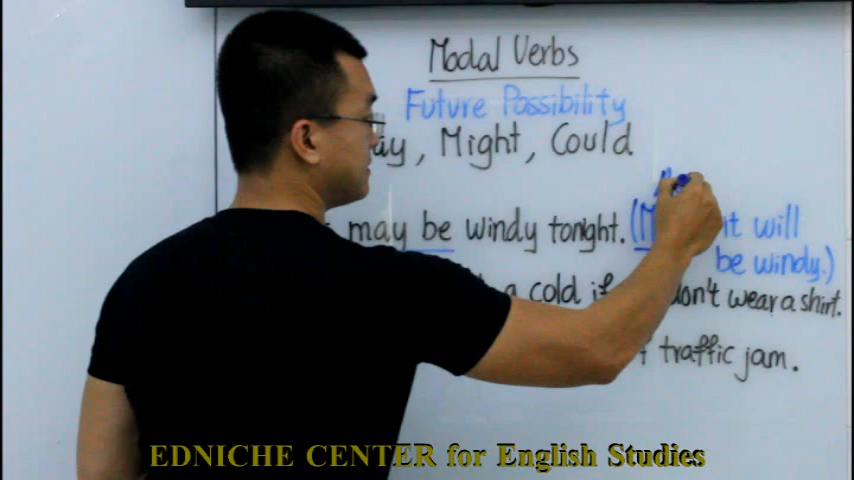 Modal Verbs
Future Possibility
, Might, Could
may be windy tonight. ( it will
be windy.)
a cold if don't wear a shirt.
traffic jam.
EDNICHE CENTER for English Studies